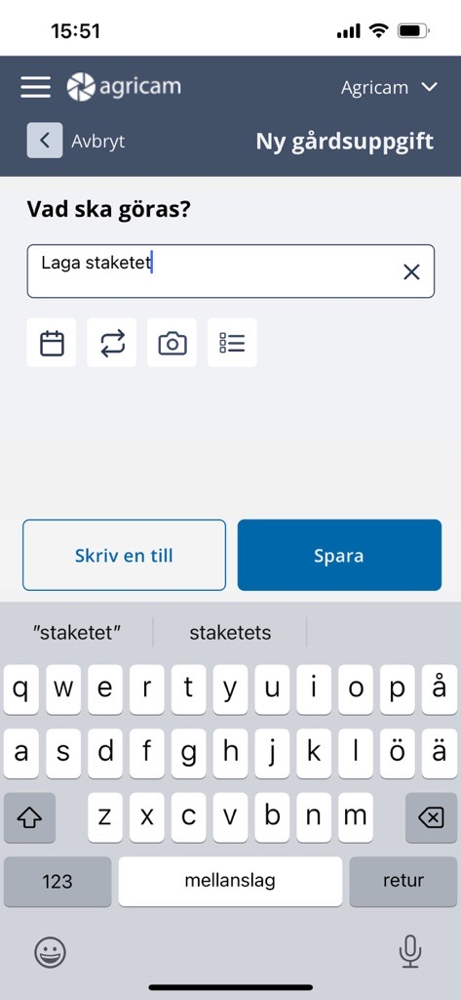 15:51
agricam
Agricam
Avbryt
Ny gårdsuppgift
Vad ska göras?
Laga staketet
Skriv en till
Spara
"staketet"
staketets
q w e r t y u i o p å
a s d f g h j k l ö ä
z x c v b n m
123
mellanslag
retur